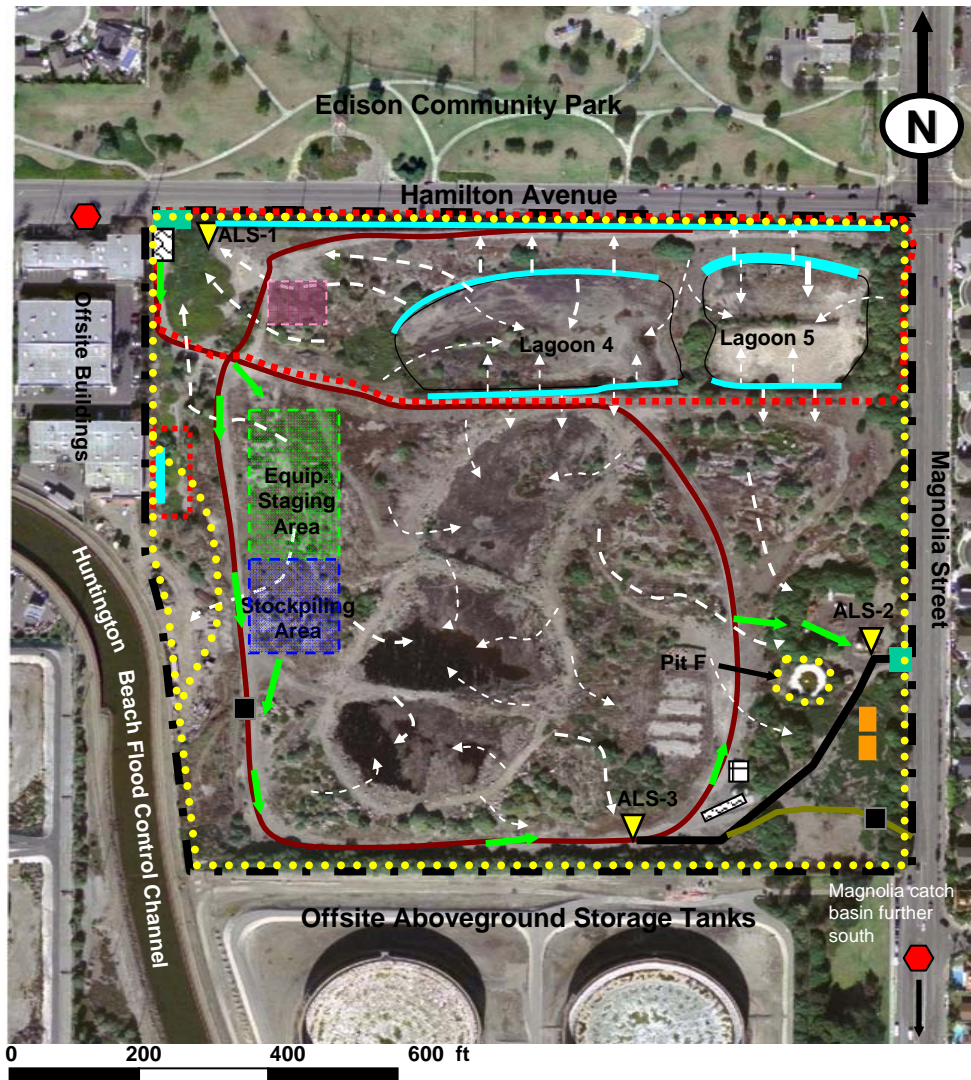 Edison Community Park
N
Hamilton Avenue
ALS-1
Offsite Buildings
Lagoon 4
Lagoon 5
Equip.
Staging
Area
Stockpiling
Area
Magnolia Street
ALS-2
Pit F
Huntington Beach Flood Control Channel
ALS-3
Magnolia catch
basin further
south
Offsite Aboveground Storage Tanks
0 200 400 600 ft